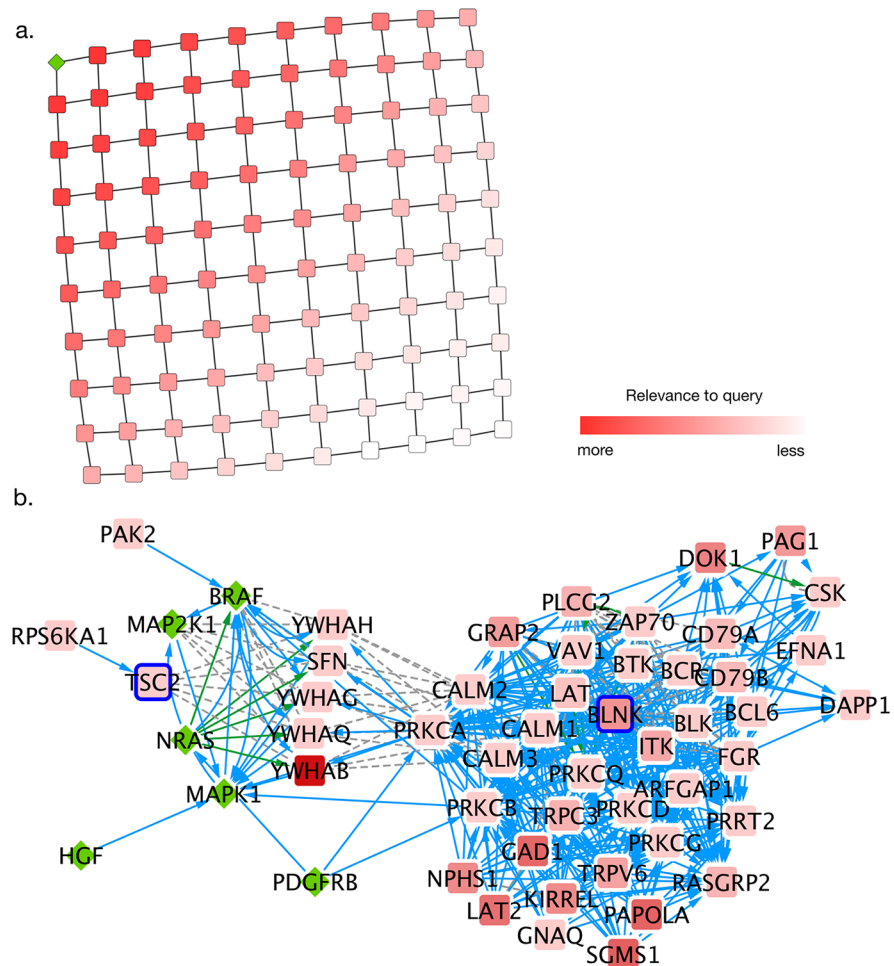 a.
Relevance to query
more
less
b.
PAK2
DOK1
PAG1
BRAF
PLCG2
CSK
MAP2K1
YWHAH
GRAP2
ZAP70
CD79A
RPS6KA1
SFN
VAV1
BTK
BCR
EFNA1
TSC2
YWHAG
CALM2
LAT
CD79B
NRAS
YWHAQ
PRKCA
CALM1
BLNK
BLK
BCL6
DAPP1
YWHAB
CALM3
PRKCQ
ITK
FGR
MAPK1
PRKCB
TRPC3
PRKCD
ARFGAP1
PRRT2
HGF
GAD1
PRKCG
PDGFRB
NPHS1
TRPV6
RASGRP2
LAT2
KIRREL
PAPOLA
GNAQ
SGMS1